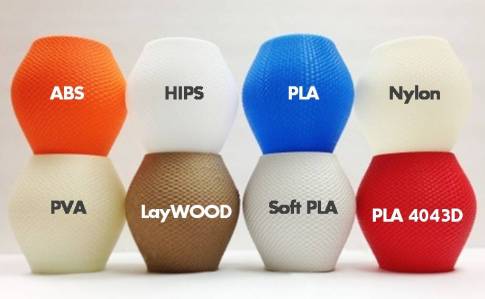 ABS
HIPS
PLA
Nylon
PVA
LayWOOD
Soft PLA
PLA 4043D